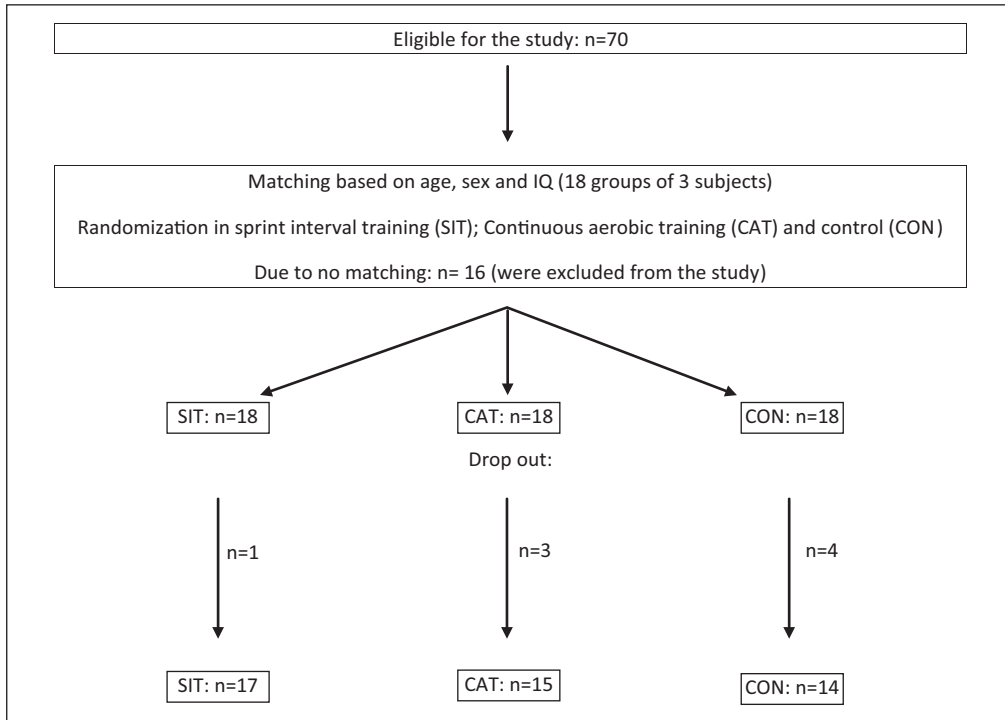 Eligible for the study: n=70
Matching based on age, sex and IQ (18 groups of 3 subjects)
Randomization in sprint interval training (SIT); Continuous aerobic training (CAT) and control (CON)
Due to no matching: n= 16 (were excluded from the study)
SIT: n=18
CAT: n=18
CON: n=18
Drop out:
n=1
n=3
n=4
SIT: n=17
CAT: n=15
CON: n=14